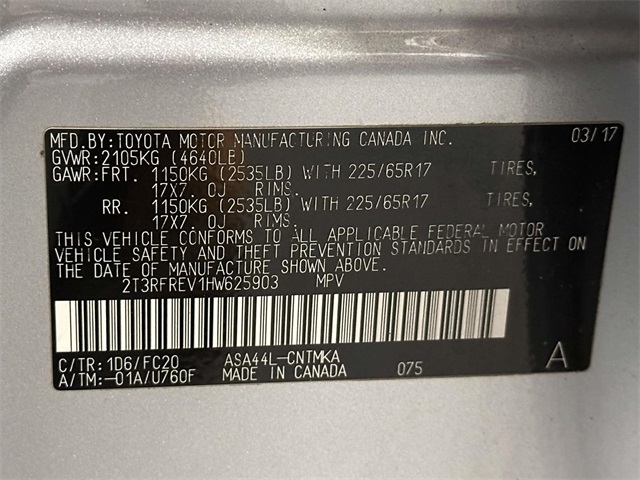 MFD.BY:TOYOTA MOTOR MANUFACTURING CANADA INC. 03/17
GVWR:2105KG (4640LB)
GAWR:FRT. 1150KG (2535LB) WITH 225/65R17 TIRES,
17X7. 0J RIMS.
RR. 1150KG (2535LB) WITH 225/65R17 TIRES,
17X7. 0J RIMS.
THIS VEHICLE CONFORMS TO ALL APPLICABLE FEDERAL MOTOR
VEHICLE SAFETY AND THEFT PREVENTION STANDARDS IN EFFECT ON
THE DATE OF MANUFACTURE SHOWN ABOVE.
2T3RFREV1HW625903 MPV
C/TR:1D6/FC20 ASA44L-CNTMKA
A/TM:-01A/U760F MADE IN CANADA 075 A